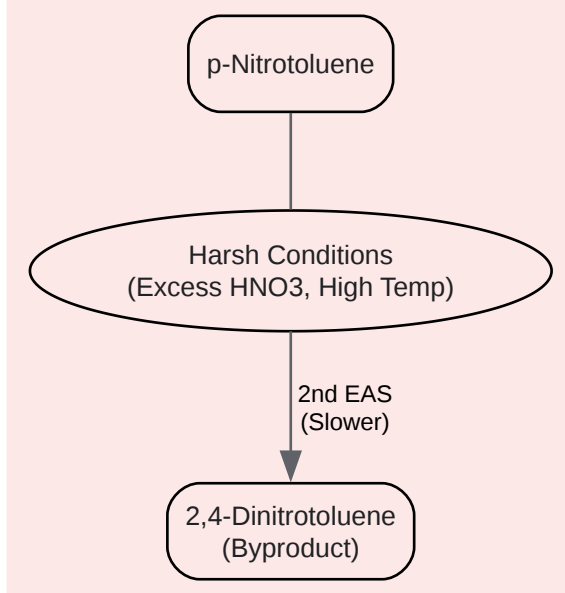 p-Nitrotoluene
Harsh Conditions
(Excess HNO3, High Temp)
2nd EAS
(Slower)
2,4-Dinitrotoluene
(Byproduct)